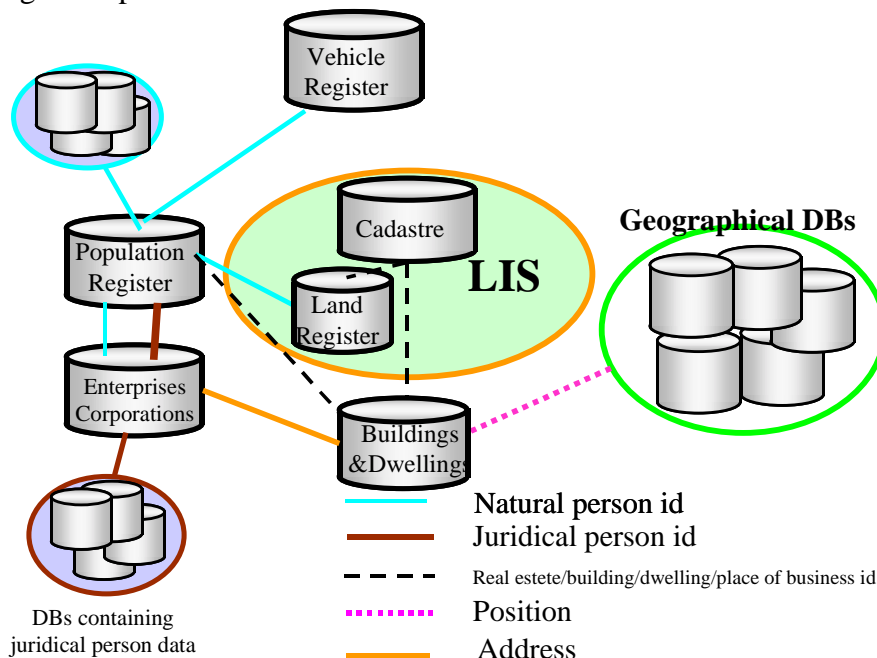 Vehicle
Register
Cadastre
Geographical DBs
Population
Register
LIS
Land
Register
Enterprises
Corporations
Buildings
&Dwellings
Natural person id
Juridical person id
Real estete/building/dwelling/place of business id
Position
Address
DBs containing
juridical person data